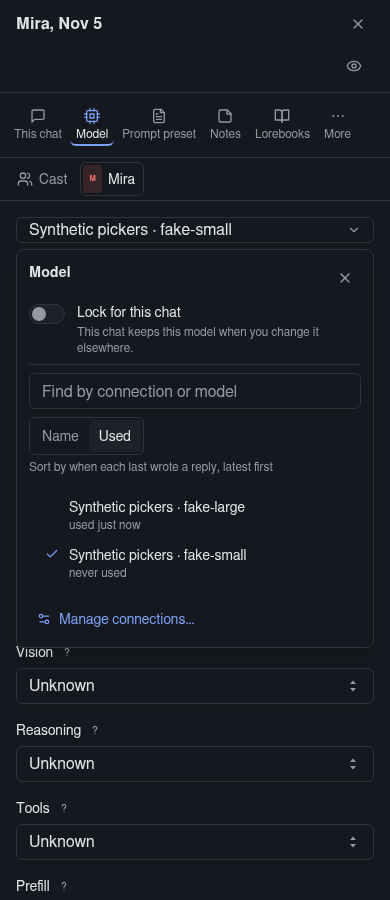 Mira, Nov 5
This chat
Model
Prompt preset
Notes
Lorebooks
More
Cast
M
Mira
Synthetic pickers · fake-small
Model
Lock for this chat
This chat keeps this model when you change it
elsewhere.
Find by connection or model
Name
Used
Sort by when each last wrote a reply, latest first
Synthetic pickers · fake-large
used just now
Synthetic pickers · fake-small
never used
Manage connections…
Vision ?
Unknown
Reasoning ?
Unknown
Tools ?
Unknown
Prefill ?